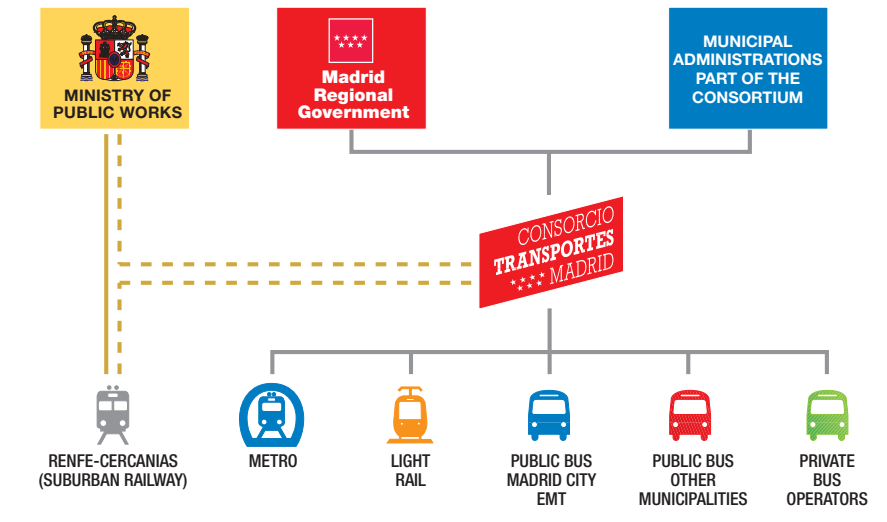 MINISTRY OF
PUBLIC WORKS
Madrid
Regional
Government
MUNICIPAL
ADMINISTRATIONS
PART OF THE
CONSORTIUM
CONSORCIO
TRANSPORTES
MADRID
RENFE-CERCANIAS
(SUBURBAN RAILWAY)
METRO
LIGHT
RAIL
PUBLIC BUS
MADRID CITY
EMT
PUBLIC BUS
OTHER
MUNICIPALITIES
PRIVATE
BUS
OPERATORS